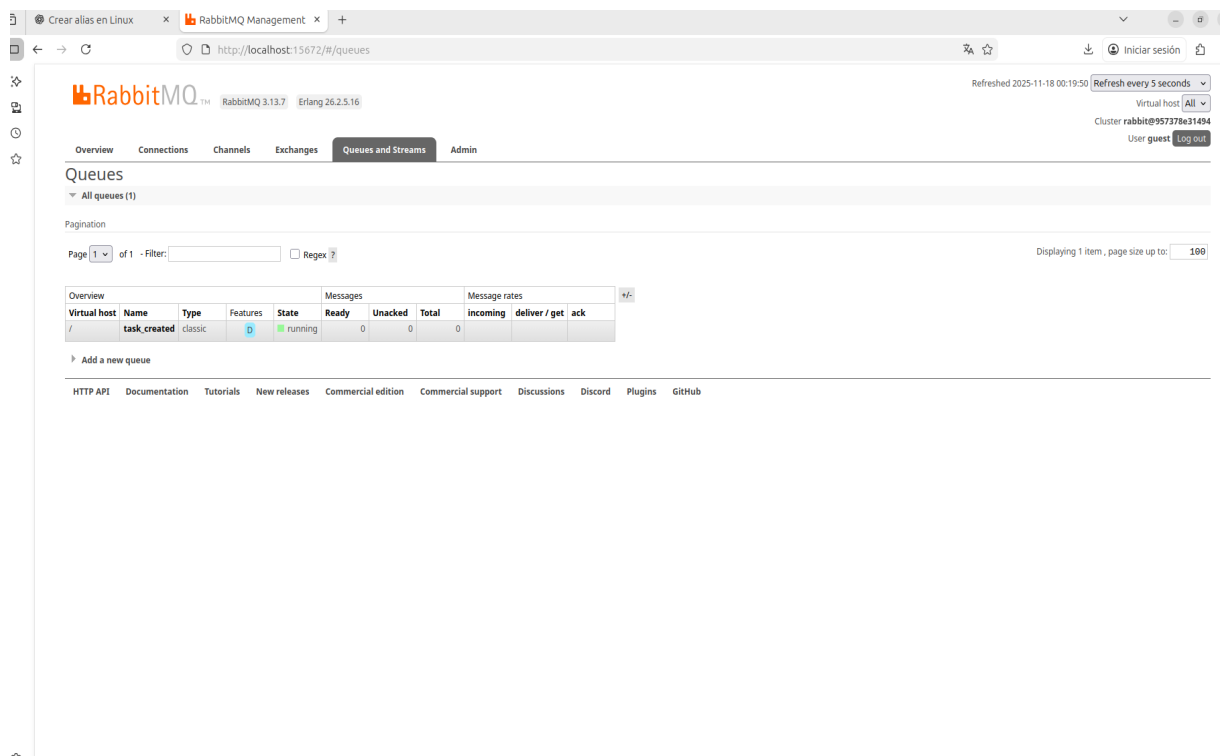 Crear alias en Linux
RabbitMQ Management
http://localhost:15672/#/queues
Iniciar sesión
RabbitMQ TM
RabbitMQ 3.13.7 Erlang 26.2.5.16
Refreshed 2025-11-18 00:19:50 Refresh every 5 seconds
Virtual host All
Cluster rabbit@957378e31494
User guest Log out
Overview Connections Channels Exchanges Queues and Streams Admin
Queues
All queues (1)
Pagination
Page 1 of 1 - Filter: Regex ?
Displaying 1 item , page size up to: 100
Overview Messages Message rates +/-
Virtual host Name Type Features State Ready Unacked Total incoming deliver / get ack
/ task_created classic D running 0 0 0
Add a new queue
HTTP API Documentation Tutorials New releases Commercial edition Commercial support Discussions Discord Plugins GitHub